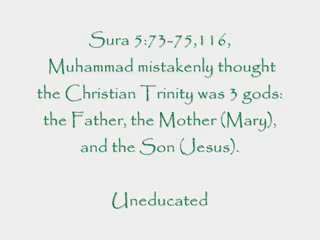 Sura 5:73-75,116,
Muhammad mistakenly thought
the Christian Trinity was 3 gods:
the Father, the Mother (Mary),
and the Son (Jesus).
Uneducated